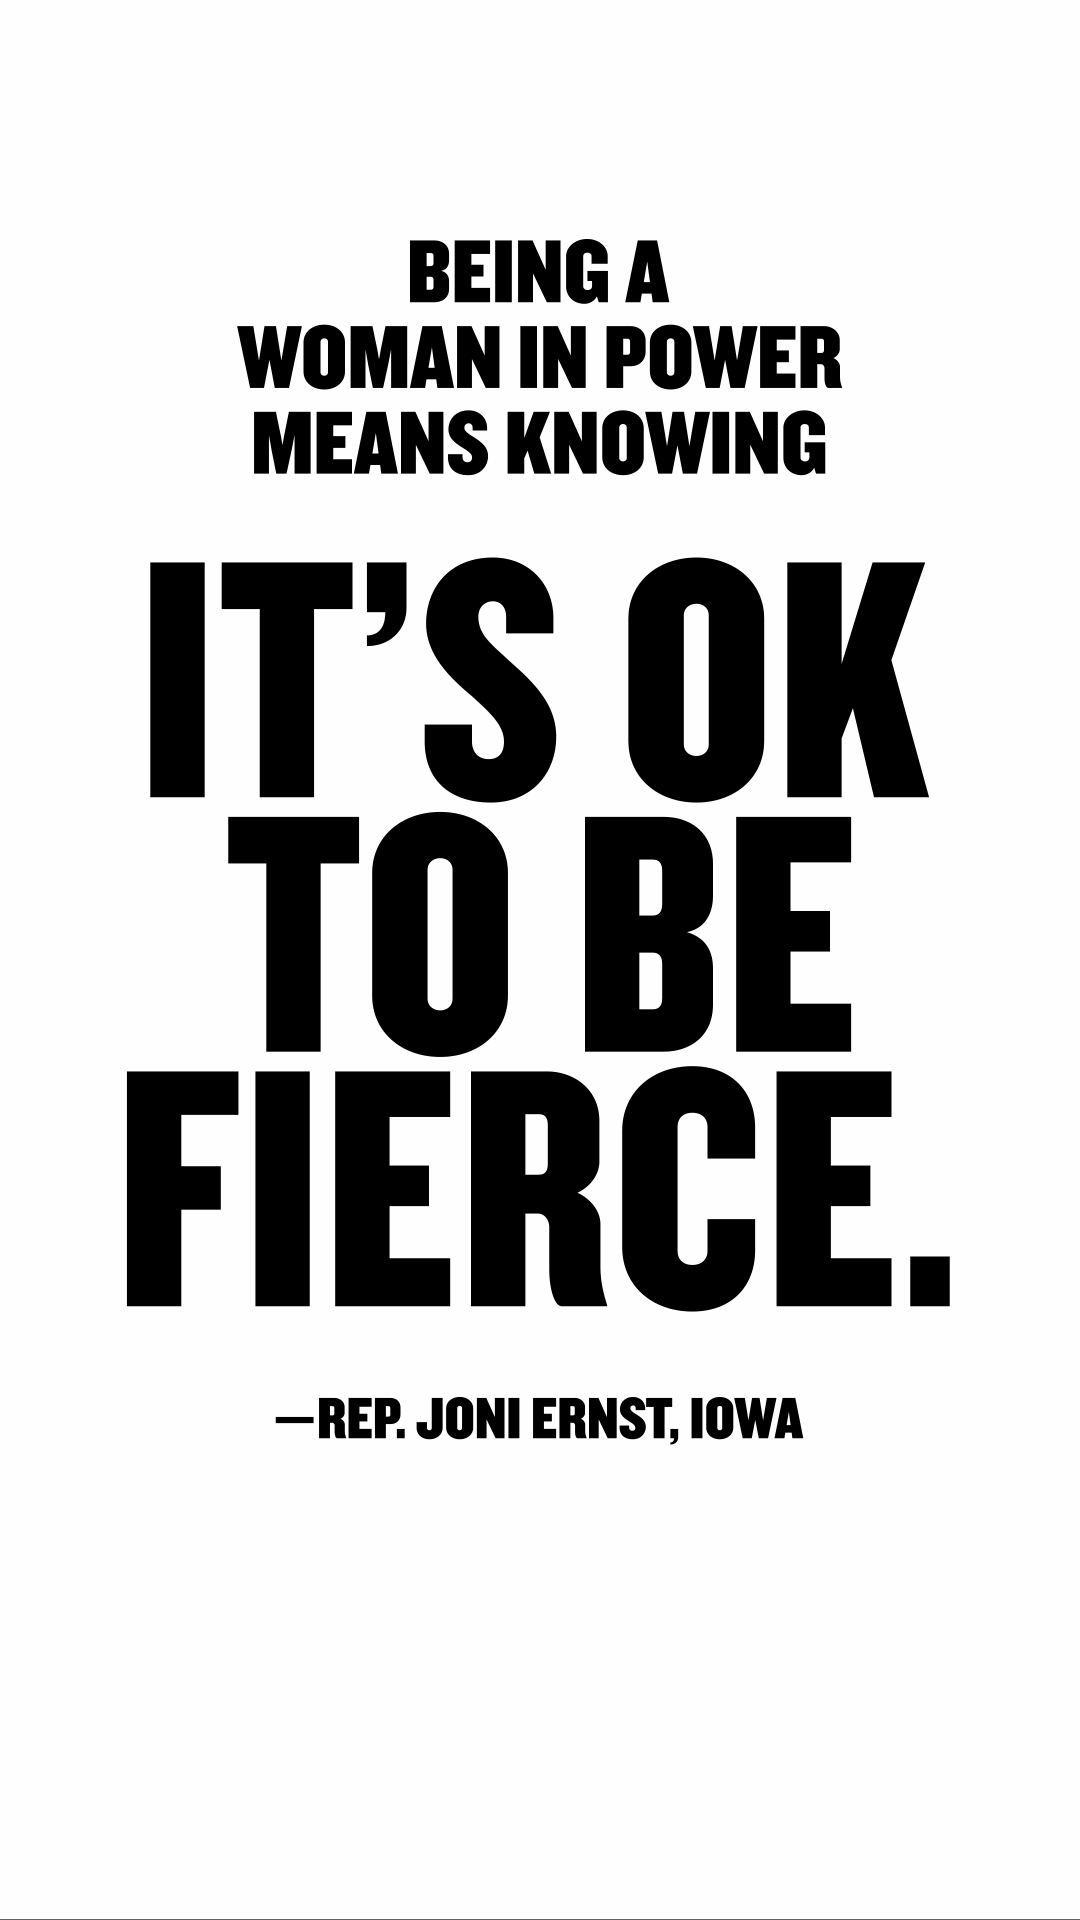 BEING A
WOMAN IN POWER
MEANS KNOWING
IT’S OK
TO BE
FIERCE.
—REP. JONI ERNST, IOWA